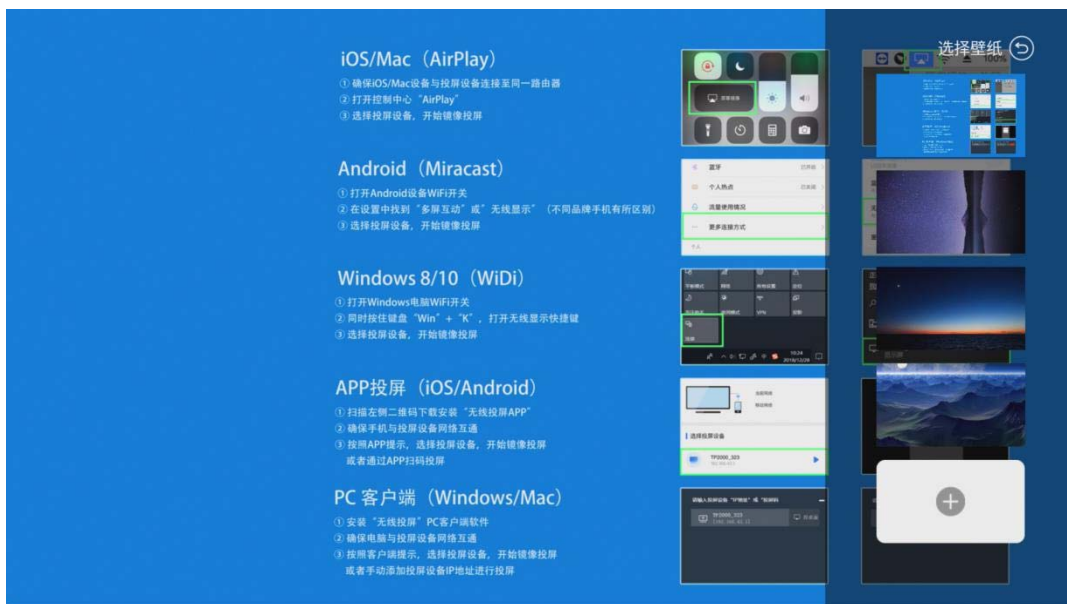 选择壁纸
iOS/Mac（AirPlay）
① 确保iOS/Mac设备与投屏设备连接至同一路由器
② 打开控制中心“AirPlay”
③ 选择投屏设备，开始镜像投屏
100%
Android（Miracast）
① 打开Android设备WiFi开关
② 在设置中找到“多屏互动”或”无线显示”（不同品牌手机有所区别）
③ 选择投屏设备，开始镜像投屏
蓝牙
个人热点
流量使用情况
更多连接方式
个人
Windows 8/10（WiDi）
① 打开Windows电脑WiFi开关
② 同时按住键盘“Win”+“K”，打开无线显示快捷键
③ 选择投屏设备，开始镜像投屏
VPN
10:24
2018/12/28
APP投屏（iOS/Android）
① 扫描左侧二维码下载安装“无线投屏APP”
② 确保手机与投屏设备网络互通
③ 按照APP提示，选择投屏设备，开始镜像投屏
或者通过APP扫码投屏
选择投屏设备
TP0000_323
PC 客户端（Windows/Mac）
① 安装“无线投屏”PC客户端软件
② 确保电脑与投屏设备网络互通
③ 按照客户端提示，选择投屏设备，开始镜像投屏
或者手动添加投屏设备IP地址进行投屏
TP0000_323